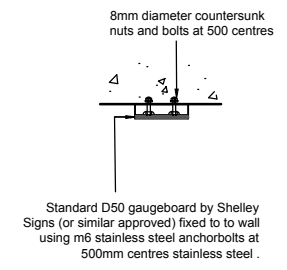 8mm diameter countersunk
nuts and bolts at 500 centres
Standard D50 gaugeboard by Shelley
Signs (or similar approved) fixed to to wall
using m6 stainless steel anchorbolts at
500mm centres stainless steel .